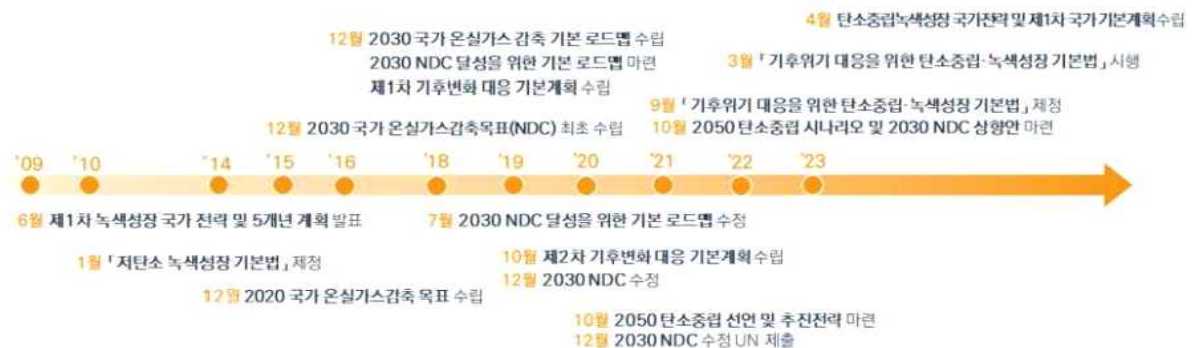 4월 탄소중립녹색성장 국가전략 및 제1차 국가 기본계획 수립
12월 2030 국가 온실가스 감축 기본 로드맵 수립
2030 NDC 달성을 위한 기본 로드맵 마련
제1차 기후변화 대응 기본계획 수립
3월 「기후위기 대응을 위한 탄소중립·녹색성장 기본법」 시행
9월 「기후위기 대응을 위한 탄소중립·녹색성장 기본법」 제정
12월 2030 국가 온실가스감축목표(NDC) 최초 수립
10월 2050 탄소중립 시나리오 및 2030 NDC 상향안 마련
'09 '10 '14 '15 '16 '18 '19 '20 '21 '22 '23
6월 제1차 녹색성장 국가 전략 및 5개년 계획 발표
7월 2030 NDC 달성을 위한 기본 로드맵 수정
1월 「저탄소 녹색성장 기본법」 제정
10월 제2차 기후변화 대응 기본계획 수립
12월 2030 NDC 수정
12월 2020 국가 온실가스감축 목표 수립
10월 2050 탄소중립 선언 및 추진전략 마련
12월 2030 NDC 수정 UN 제출